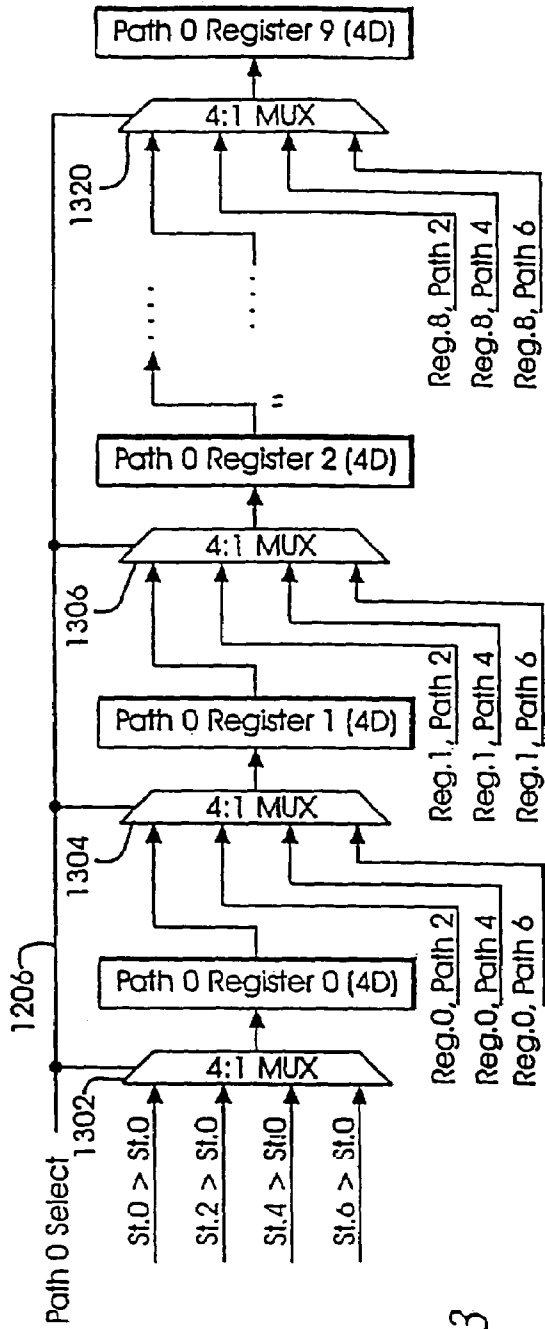 Path 0 Select
1206
1302
4:1 MUX
St.0 > St.0
St.2 > St.0
St.4 > St.0
St.6 > St.0
Path 0 Register 0 (4D)
1304
4:1 MUX
Reg.0, Path 2
Reg.0, Path 4
Reg.0, Path 6
Path 0 Register 1 (4D)
1306
4:1 MUX
Reg.1, Path 2
Reg.1, Path 4
Reg.1, Path 6
Path 0 Register 2 (4D)
1320
4:1 MUX
Reg.8, Path 2
Reg.8, Path 4
Reg.8, Path 6
Path 0 Register 9 (4D)
3